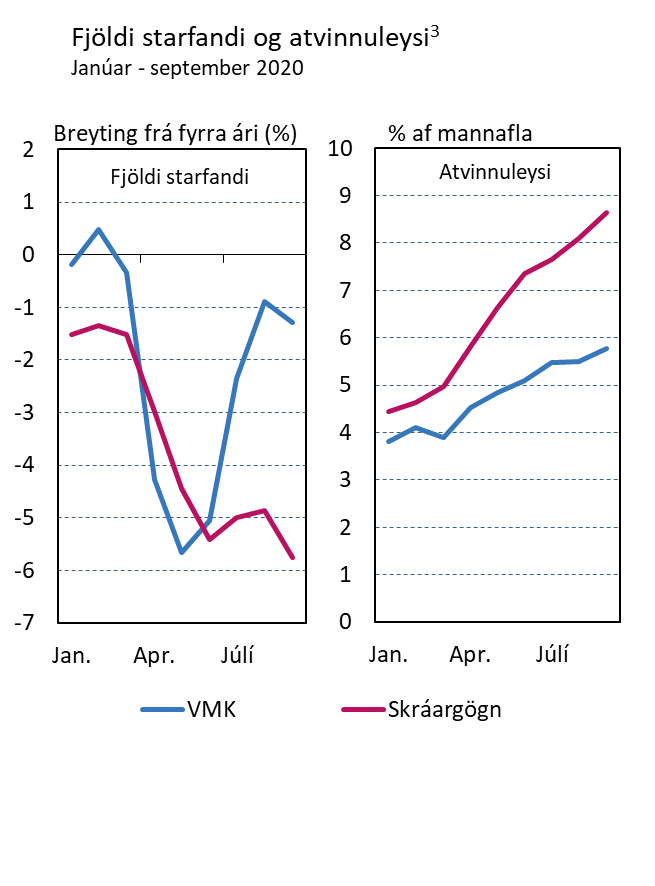 Fjöldi starfandi og atvinnuleysi³
Janúar - september 2020
Breyting frá fyrra ári (%)
% af mannafla
Fjöldi starfandi
Atvinnuleysi
2
1
0
-1
-2
-3
-4
-5
-6
-7
10
9
8
7
6
5
4
3
2
1
0
Jan. Apr. Júlí
Jan. Apr. Júlí
VMK Skráargögn